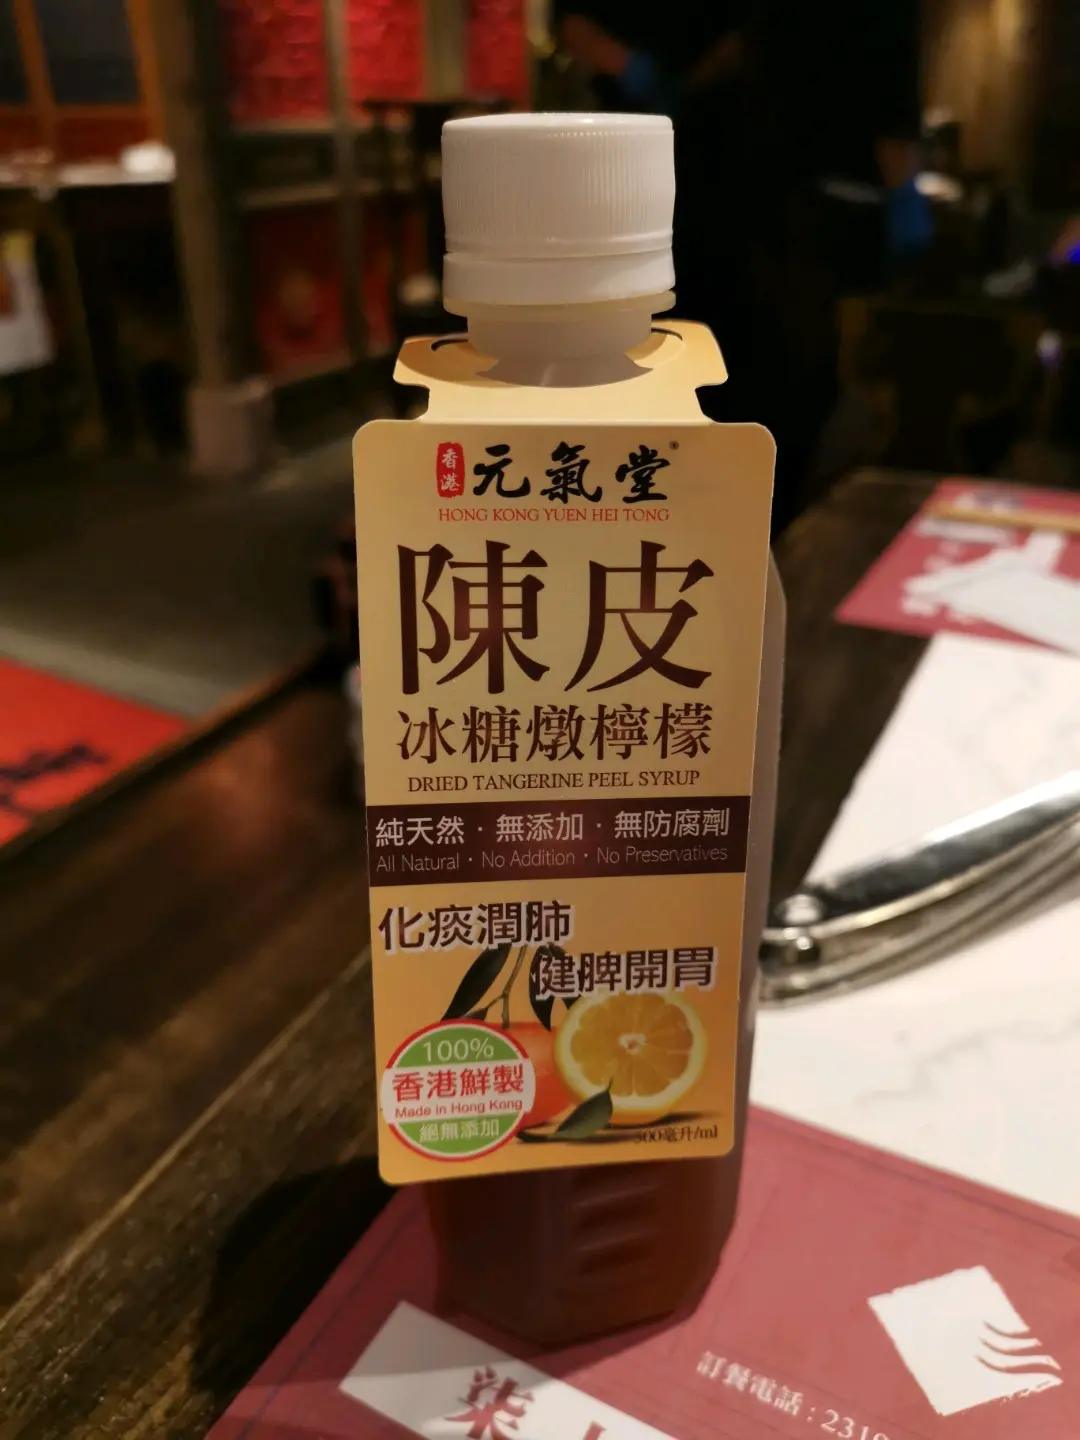 香港 元氣堂®
HONG KONG YUEN HEI TONG
陳皮
冰糖燉檸檬
DRIED TANGERINE PEEL SYRUP
純天然 · 無添加 · 無防腐劑
All Natural · No Addition · No Preservatives
化痰潤肺
健脾開胃
100%
香港鮮製
Made in Hong Kong
絕無添加
300毫升/ml
訂餐電話 : 2319